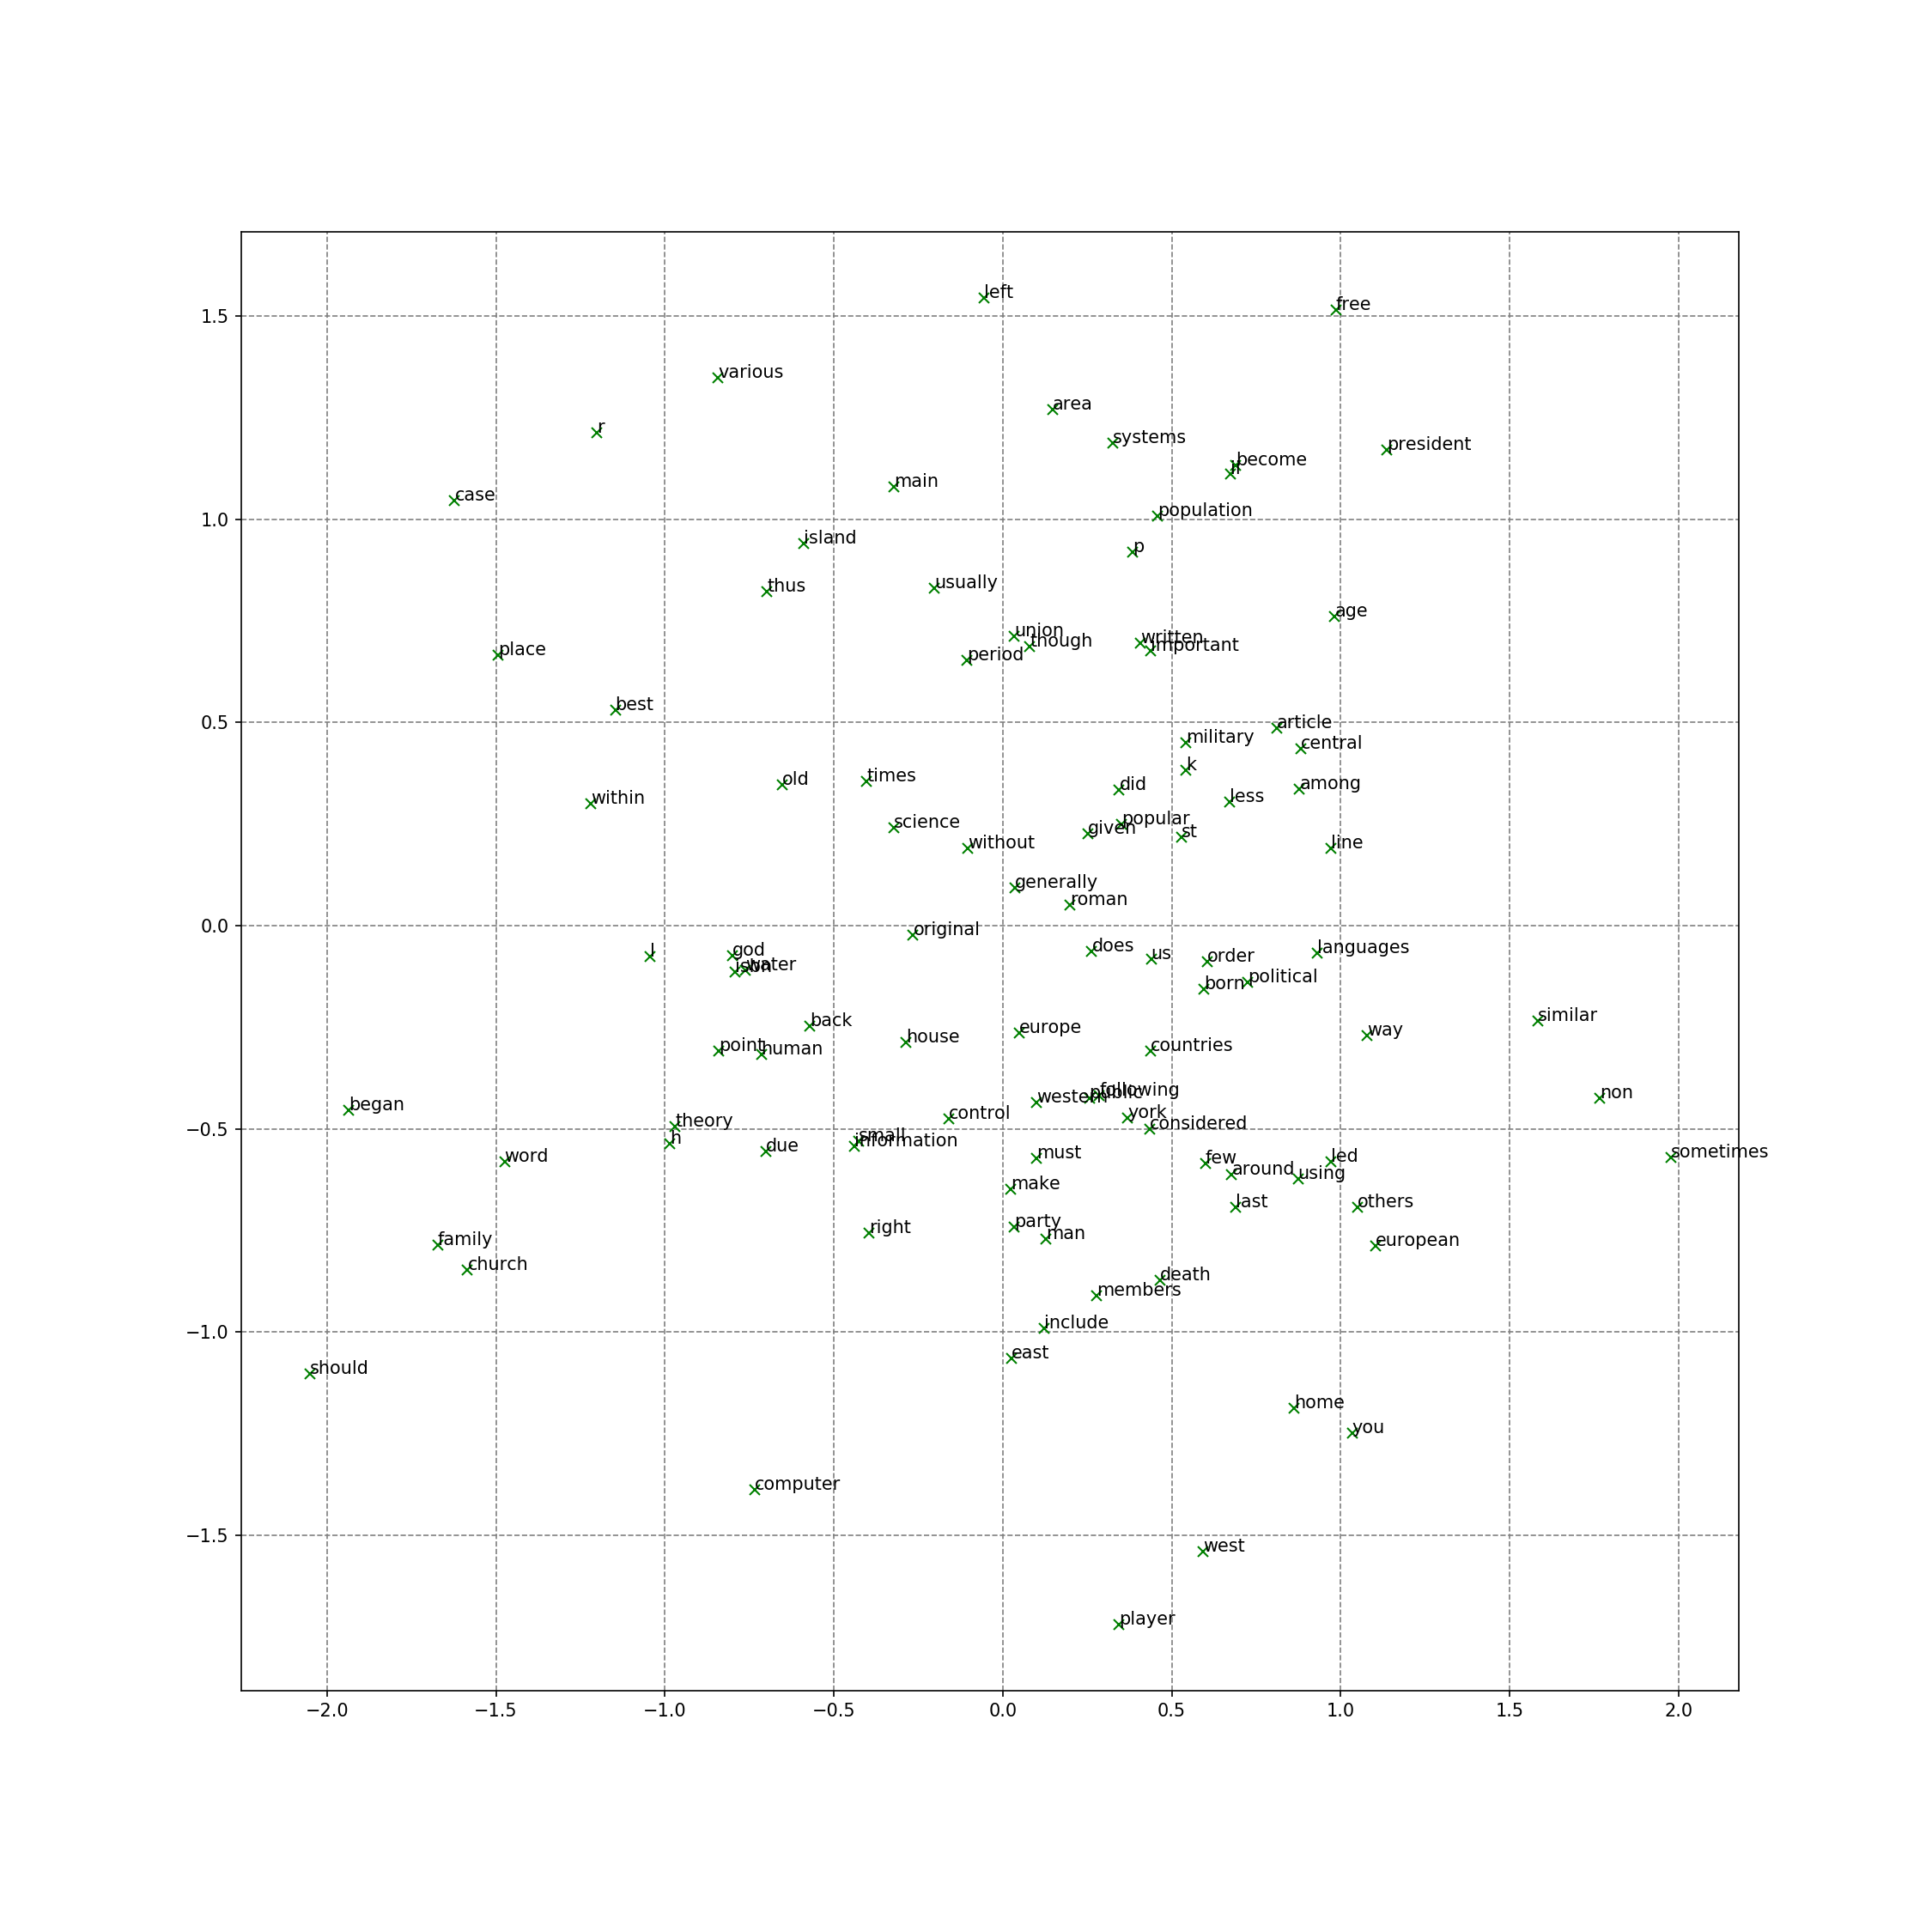 left
free
various
area
r
systems
president
become
main
case
population
island
p
usually
thus
age
union
written
though
important
place
period
best
article
military
central
k
times
old
did
among
within
less
popular
science
given
st
without
line
generally
roman
original
languages
does
god
l
us
order
water
isbn
political
born
back
similar
europe
way
house
countries
point
human
following
public
non
western
began
control
york
theory
considered
h
small
information
due
must
sometimes
word
few
led
around
using
make
last
others
party
right
man
family
european
church
death
members
include
east
should
home
you
computer
west
player
1.5
1.0
0.5
0.0
−0.5
−1.0
−1.5
−2.0 −1.5 −1.0 −0.5 0.0 0.5 1.0 1.5 2.0